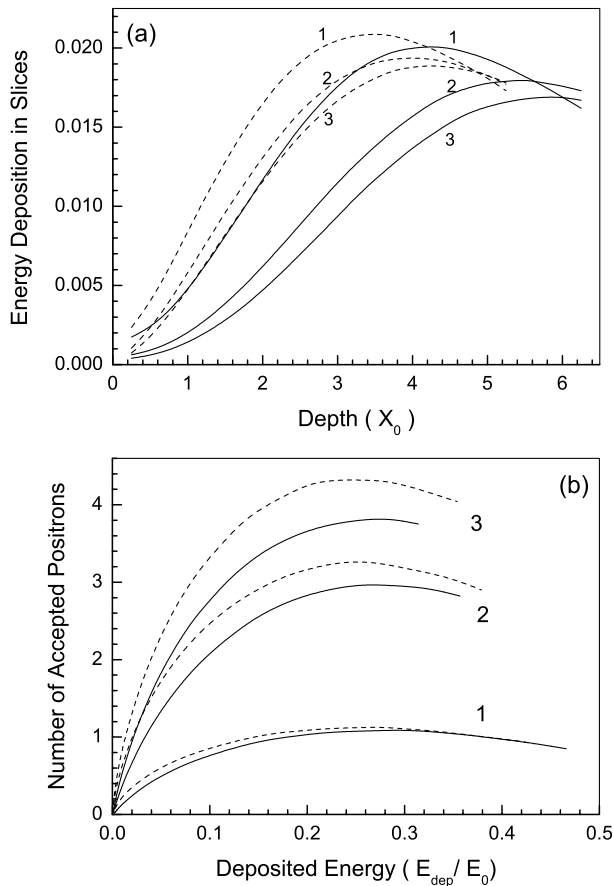 (a)
0.020
0.015
0.010
0.005
0.000
Energy Deposition in Slices
1
1
2
2
3
3
0 1 2 3 4 5 6
Depth ( X0 )
(b)
4
3
2
1
0
Number of Accepted Positrons
3
2
1
0.0 0.1 0.2 0.3 0.4 0.5
Deposited Energy ( Edep/ E0)